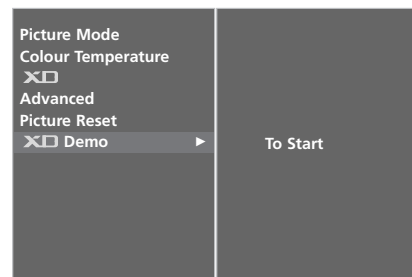 Picture Mode
Colour Temperature
XD
Advanced
Picture Reset
XD Demo ►
To Start